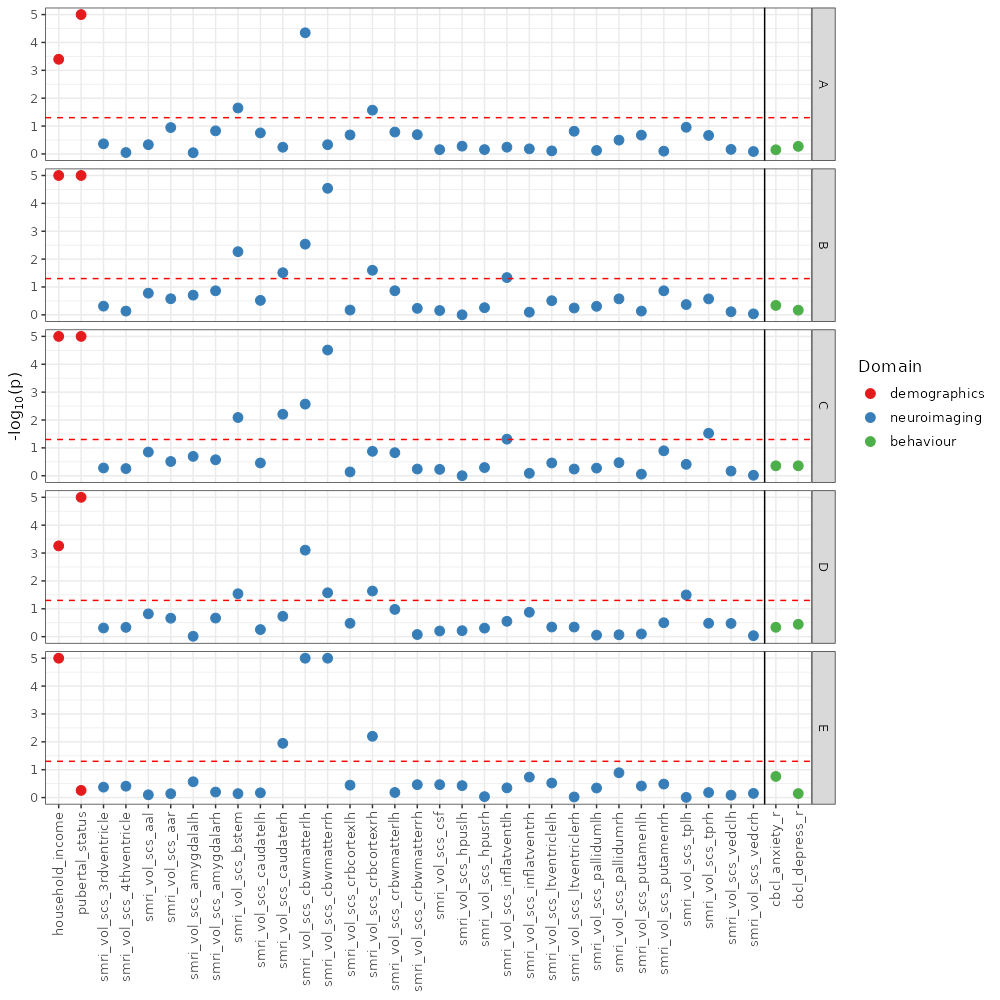 5
4
3
2
1
0
A
5
4
3
2
1
0
B
5
4
3
2
1
0
C
5
4
3
2
1
0
D
5
4
3
2
1
0
E
-log10(p)
household_income
pubertal_status
smri_vol_scs_3rdventricle
smri_vol_scs_4thventricle
smri_vol_scs_aal
smri_vol_scs_aar
smri_vol_scs_amygdalalh
smri_vol_scs_amygdalarh
smri_vol_scs_bstem
smri_vol_scs_caudatelh
smri_vol_scs_caudaterh
smri_vol_scs_cbwmatterlh
smri_vol_scs_cbwmatterrh
smri_vol_scs_crbcortexlh
smri_vol_scs_crbcortexrh
smri_vol_scs_crbwmatterlh
smri_vol_scs_crbwmatterrh
smri_vol_scs_csf
smri_vol_scs_hpuslh
smri_vol_scs_hpusrh
smri_vol_scs_inflatventlh
smri_vol_scs_inflatventrh
smri_vol_scs_ltventriclelh
smri_vol_scs_ltventriclerh
smri_vol_scs_pallidumlh
smri_vol_scs_pallidumrh
smri_vol_scs_putamenlh
smri_vol_scs_putamenrh
smri_vol_scs_tplh
smri_vol_scs_tprh
smri_vol_scs_vedclh
smri_vol_scs_vedcrh
cbcl_anxiety_r
cbcl_depress_r
Domain
demographics
neuroimaging
behaviour